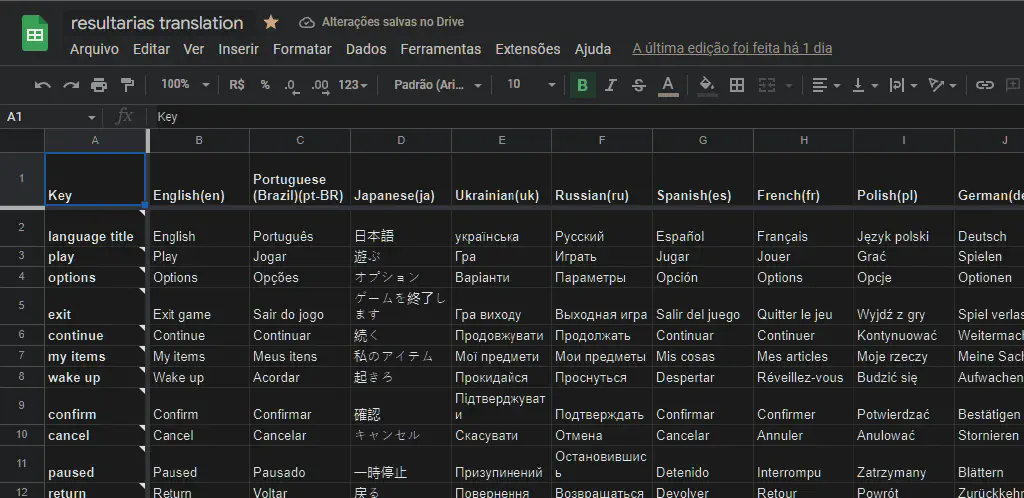 resultarias translation
Alterações salvas no Drive
Arquivo Editar Ver Inserir Formatar Dados Ferramentas Extensões Ajuda A última edição foi feita há 1 dia
100% R$ % .0 .00 123 Padrão (Ari... 10 B I S A
A1 fx Key
A B C D E F G H I J
1 Key English(en) Portuguese (Brazil)(pt-BR) Japanese(ja) Ukrainian(uk) Russian(ru) Spanish(es) French(fr) Polish(pl) German(de
2 language title English Português 日本語 українська Русский Español Français Język polski Deutsch
3 play Play Jogar 遊ぶ Гра Играть Jugar Jouer Grać Spielen
4 options Options Opções オプション Варіанти Параметры Opción Options Opcje Optionen
5 exit Exit game Sair do jogo ゲームを終了します Гра виходу Выходная игра Salir del juego Quitter le jeu Wyjdź z gry Spiel verlas
6 continue Continue Continuar 続く Продовжувати Продолжать Continuar Continuer Kontynuować Weitermach
7 my items My items Meus itens 私のアイテム Мої предмети Мои предметы Mis cosas Mes articles Moje rzeczy Meine Sach
8 wake up Wake up Acordar 起きろ Прокидайся Проснуться Despertar Réveillez-vous Budzić się Aufwachen
9 confirm Confirm Confirmar 確認 Підтверджувати Подтверждать Confirmar Confirmer Potwierdzać Bestätigen
10 cancel Cancel Cancelar キャンセル Скасувати Отмена Cancelar Annuler Anulować Stornieren
11 paused Paused Pausado 一時停止 Призупинений Остановившись Detenido Interrompu Zatrzymany Blättern
12 return Return Voltar 戻る Повернення Возвращаться Devolver Retour Powrót Zurückkehr